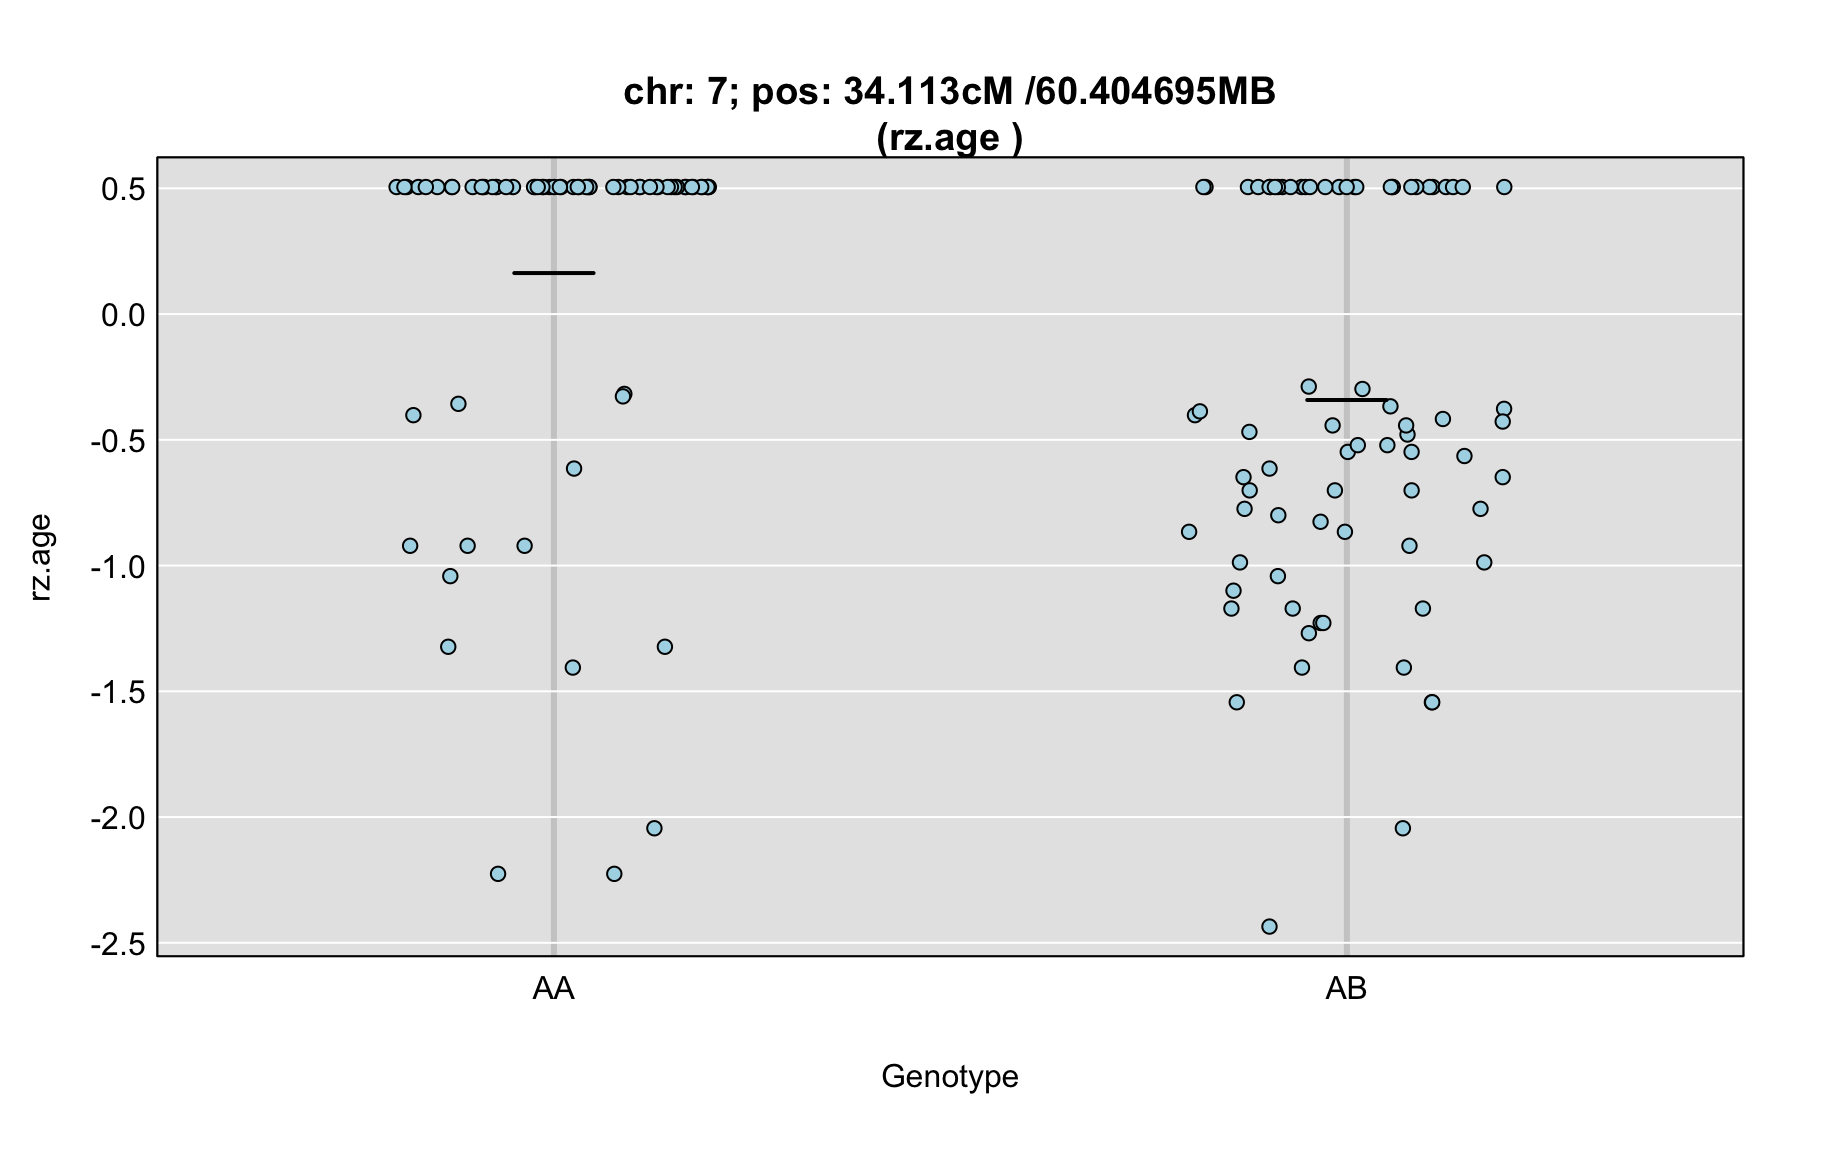 chr: 7; pos: 34.113cM /60.404695MB
(rz.age )
0.5
0.0
-0.5
-1.0
-1.5
-2.0
-2.5
rz.age
AA
AB
Genotype